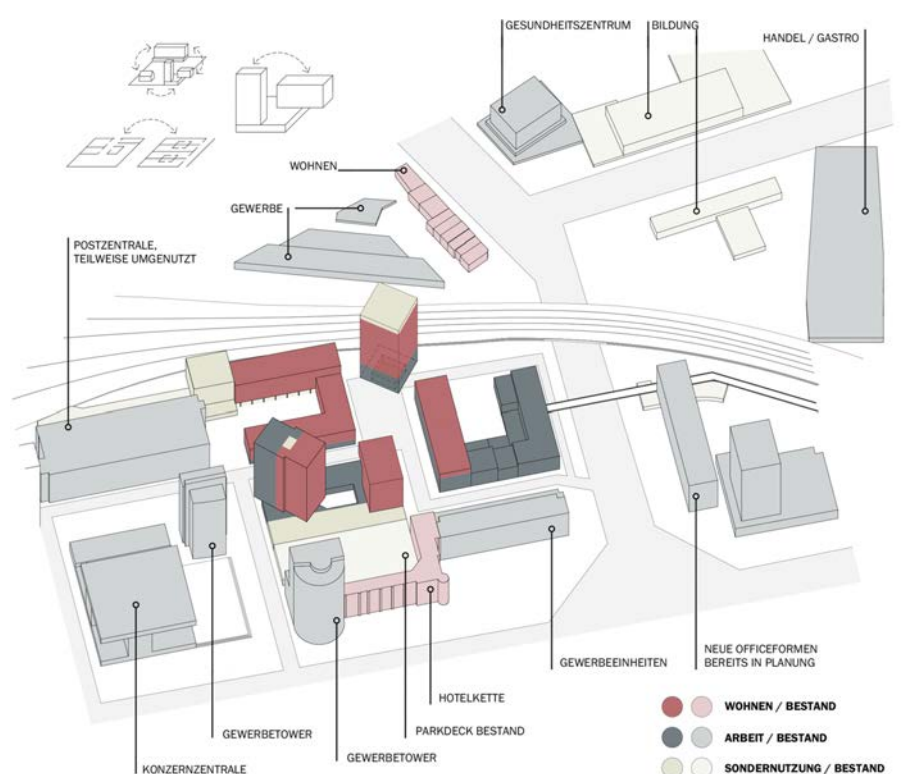 GESUNDHEITSZENTRUM
BILDUNG
HANDEL / GASTRO
WOHNEN
GEWERBE
POSTZENTRALE,
TEILWEISE UMGENUTZT
GEWERBEEINHEITEN
NEUE OFFICEFORMEN
BEREITS IN PLANUNG
HOTELKETTE
PARKDECK BESTAND
GEWERBETOWER
GEWERBETOWER
KONZERNZENTRALE
WOHNEN / BESTAND
ARBEIT / BESTAND
SONDERNUTZUNG / BESTAND